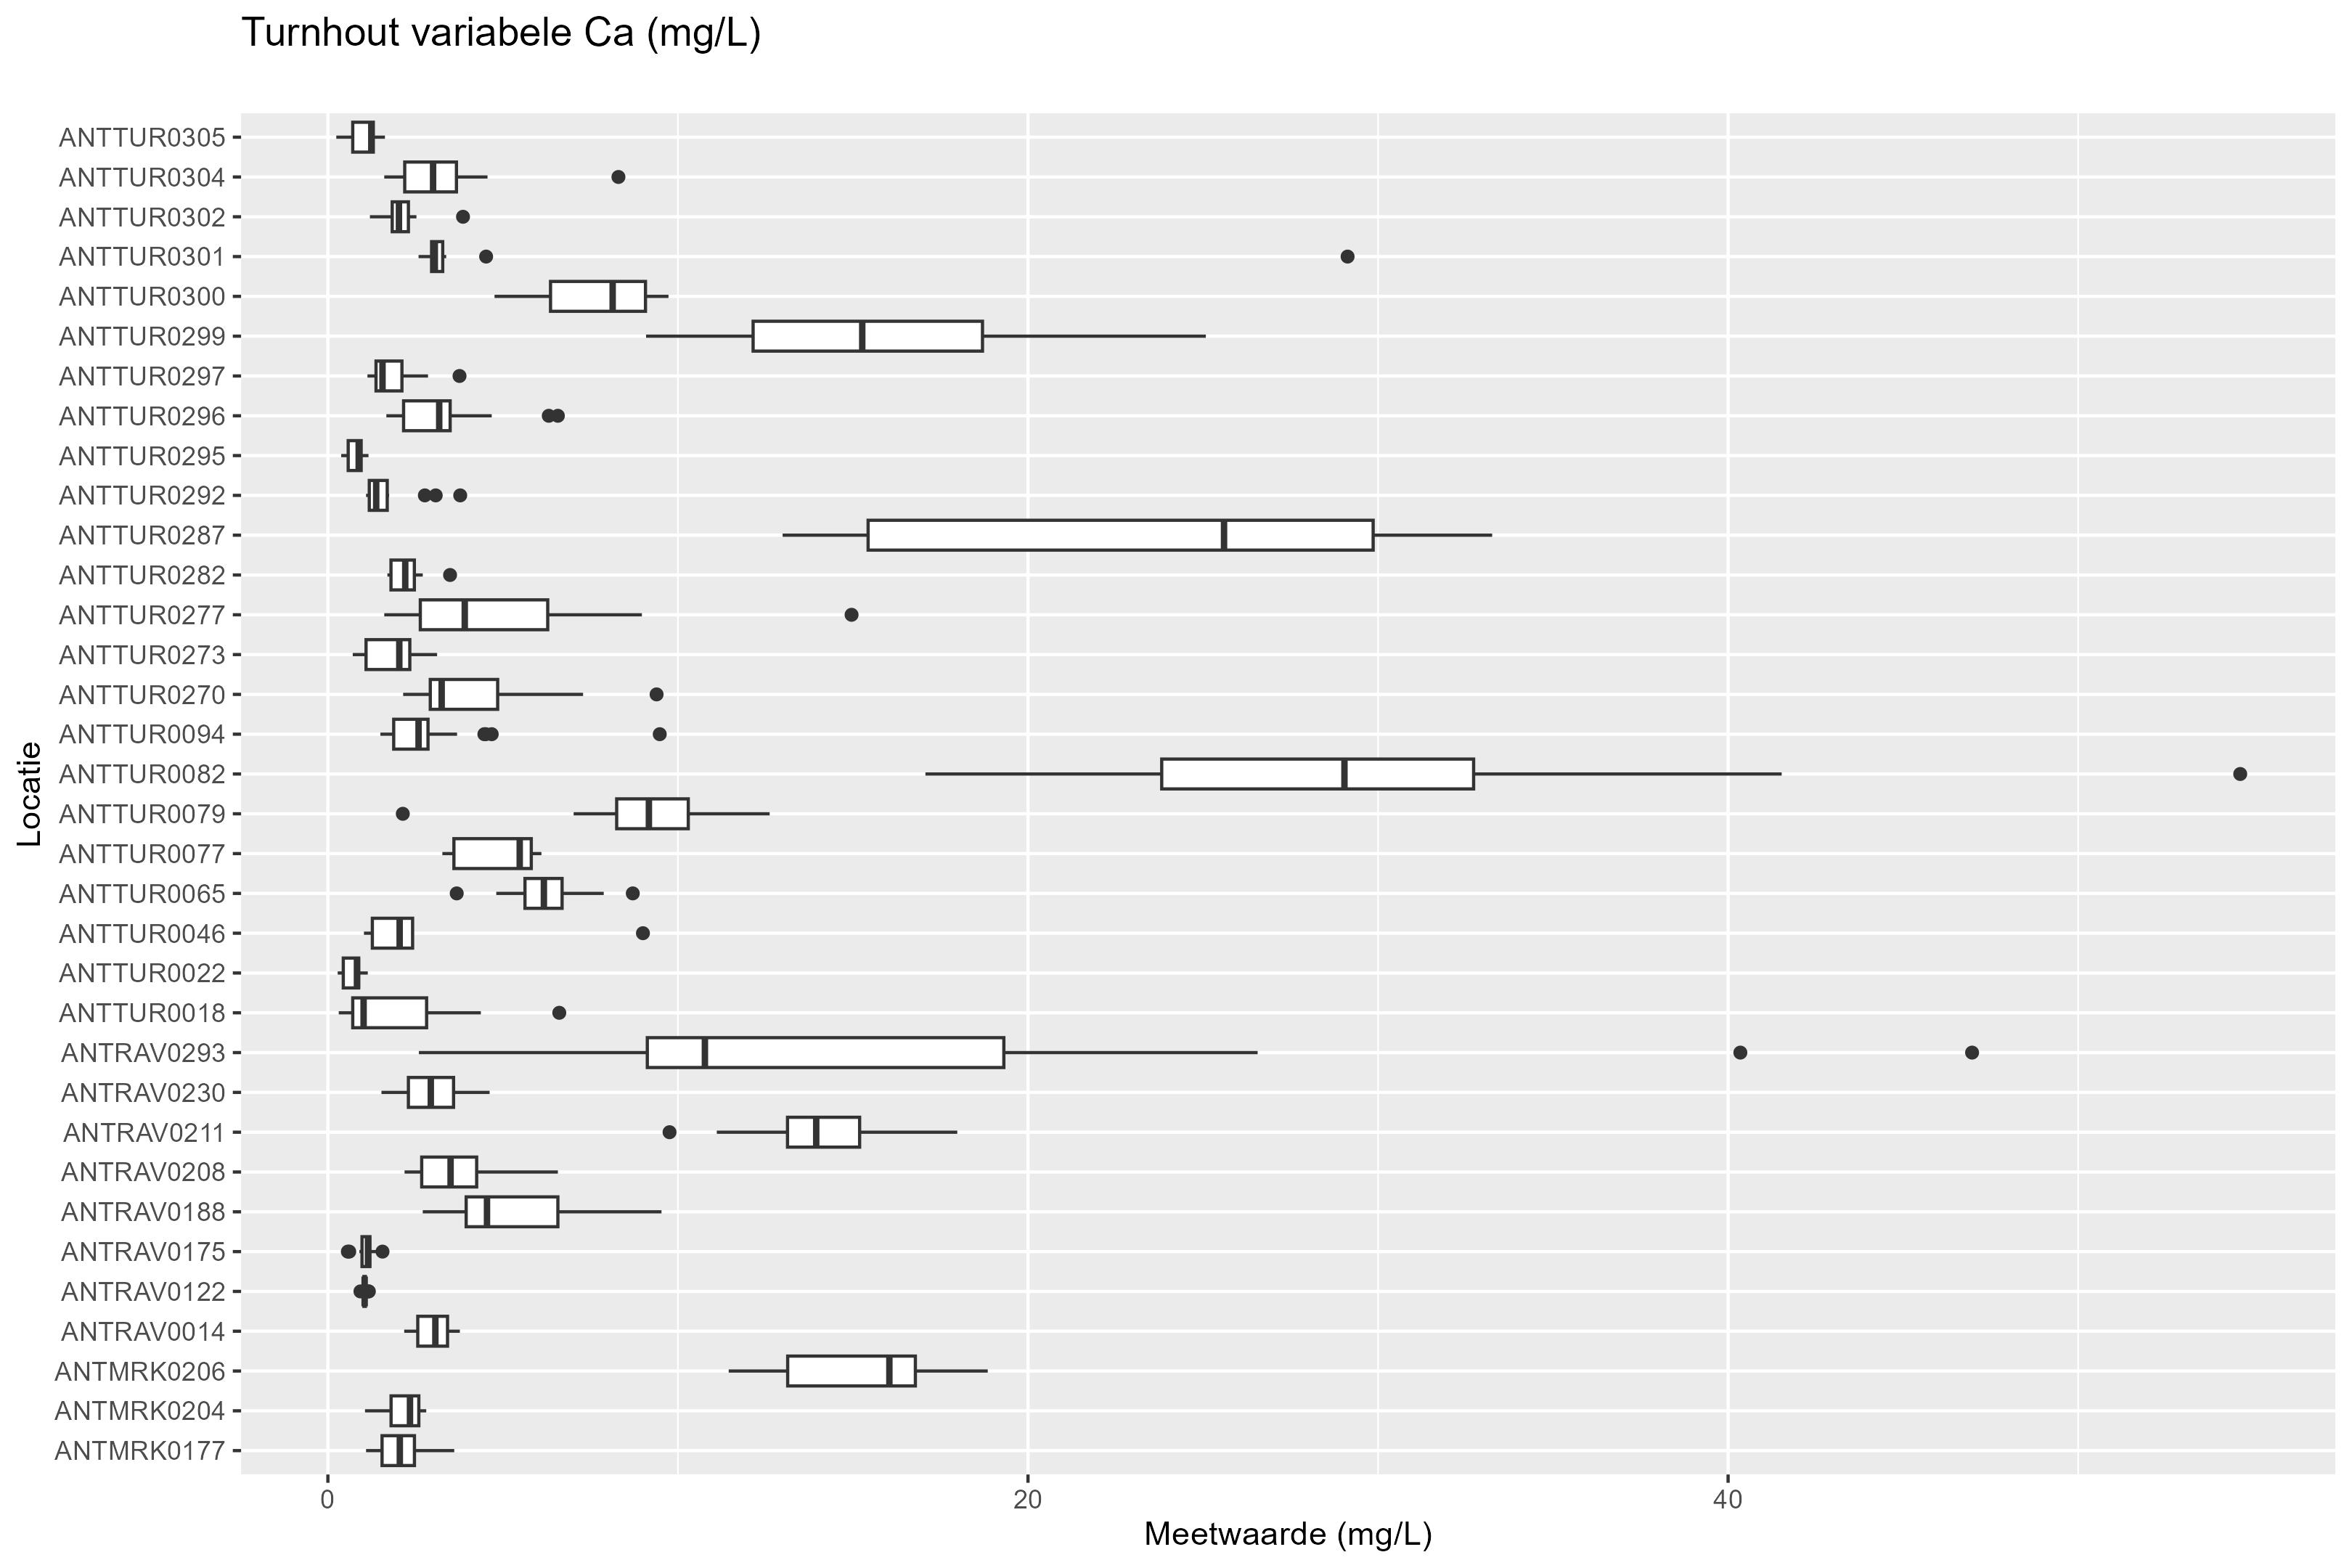 Turnhout variabele Ca (mg/L)
ANTTUR0305
ANTTUR0304
ANTTUR0302
ANTTUR0301
ANTTUR0300
ANTTUR0299
ANTTUR0297
ANTTUR0296
ANTTUR0295
ANTTUR0292
ANTTUR0287
ANTTUR0282
ANTTUR0277
ANTTUR0273
ANTTUR0270
ANTTUR0094
ANTTUR0082
ANTTUR0079
ANTTUR0077
ANTTUR0065
ANTTUR0046
ANTTUR0022
ANTTUR0018
ANTRAV0293
ANTRAV0230
ANTRAV0211
ANTRAV0208
ANTRAV0188
ANTRAV0175
ANTRAV0122
ANTRAV0014
ANTMRK0206
ANTMRK0204
ANTMRK0177
Locatie
0 20 40
Meetwaarde (mg/L)